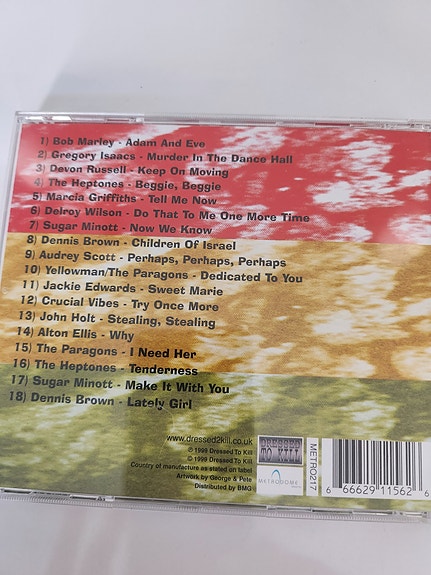 1) Bob Marley - Adam And Eve
2) Gregory Isaacs - Murder In The Dance Hall
3) Devon Russell - Keep On Moving
4) The Heptones - Beggie, Beggie
5) Marcia Griffiths - Tell Me Now
6) Delroy Wilson - Do That To Me One More Time
7) Sugar Minott - Now We Know
8) Dennis Brown - Children Of Israel
9) Audrey Scott - Perhaps, Perhaps, Perhaps
10) Yellowman/The Paragons - Dedicated To You
11) Jackie Edwards - Sweet Marie
12) Crucial Vibes - Try Once More
13) John Holt - Stealing, Stealing
14) Alton Ellis - Why
15) The Paragons - I Need Her
16) The Heptones - Tenderness
17) Sugar Minott - Make It With You
18) Dennis Brown - Lately Girl
www.dressed2kill.co.uk
℗ 1999 Dressed To Kill
© 1999 Dressed To Kill
Country of manufacture as stated on label
Artwork by George & Pete
Distributed by BMG
DRESSED
TO KILL
METRODOME
METRO217
6 66629 11562 6